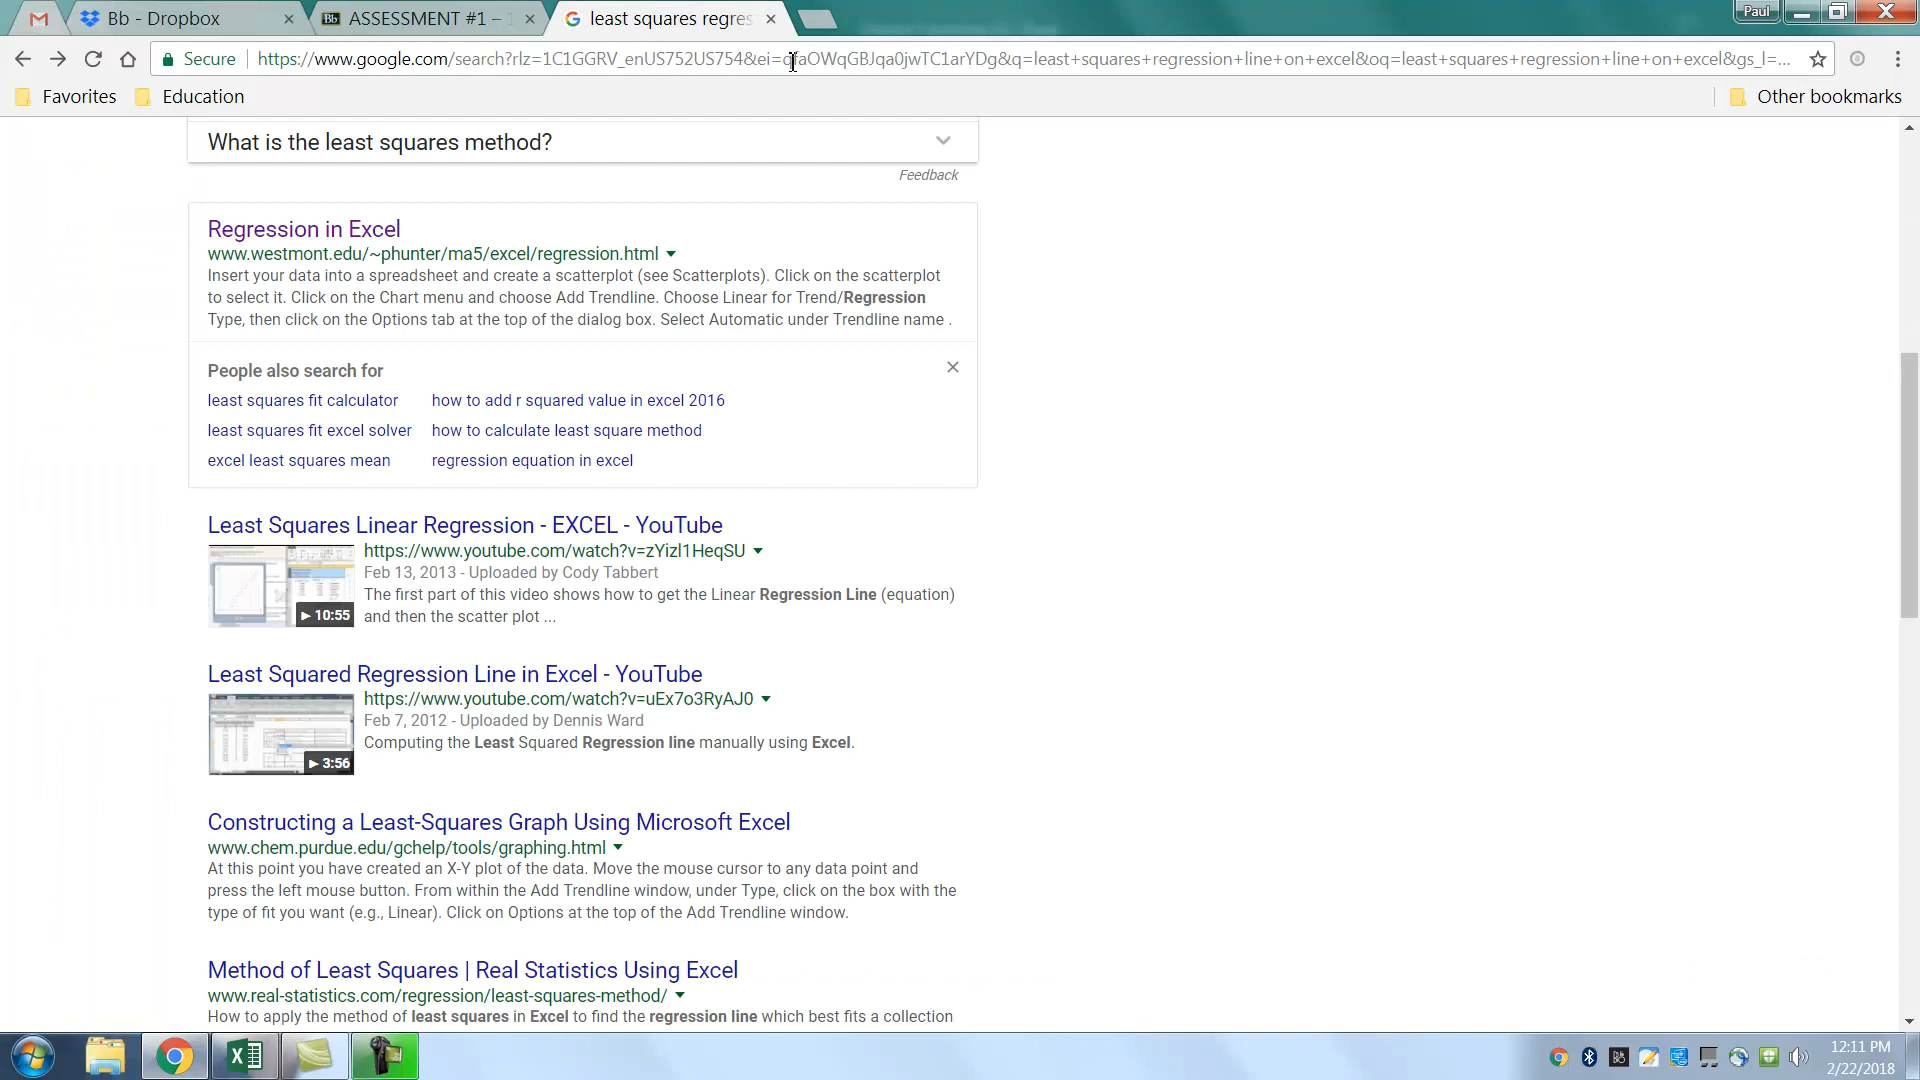 Bb - Dropbox
Bb ASSESSMENT #1 –
least squares regres
Paul
Secure
https://www.google.com/search?rlz=1C1GGRV_enUS752US754&ei=qfaOWqGBJqa0jwTC1arYDg&q=least+squares+regression+line+on+excel&oq=least+squares+regression+line+on+excel&gs_l=...
Favorites
Education
Other bookmarks
What is the least squares method?
Feedback
Regression in Excel
www.westmont.edu/~phunter/ma5/excel/regression.html
Insert your data into a spreadsheet and create a scatterplot (see Scatterplots). Click on the scatterplot
to select it. Click on the Chart menu and choose Add Trendline. Choose Linear for Trend/Regression
Type, then click on the Options tab at the top of the dialog box. Select Automatic under Trendline name .
People also search for
least squares fit calculator
how to add r squared value in excel 2016
least squares fit excel solver
how to calculate least square method
excel least squares mean
regression equation in excel
Least Squares Linear Regression - EXCEL - YouTube
https://www.youtube.com/watch?v=zYizl1HeqSU
Feb 13, 2013 - Uploaded by Cody Tabbert
The first part of this video shows how to get the Linear Regression Line (equation)
and then the scatter plot ...
10:55
Least Squared Regression Line in Excel - YouTube
https://www.youtube.com/watch?v=uEx7o3RyAJ0
Feb 7, 2012 - Uploaded by Dennis Ward
Computing the Least Squared Regression line manually using Excel.
3:56
Constructing a Least-Squares Graph Using Microsoft Excel
www.chem.purdue.edu/gchelp/tools/graphing.html
At this point you have created an X-Y plot of the data. Move the mouse cursor to any data point and
press the left mouse button. From within the Add Trendline window, under Type, click on the box with the
type of fit you want (e.g., Linear). Click on Options at the top of the Add Trendline window.
Method of Least Squares | Real Statistics Using Excel
www.real-statistics.com/regression/least-squares-method/
How to apply the method of least squares in Excel to find the regression line which best fits a collection
12:11 PM
2/22/2018